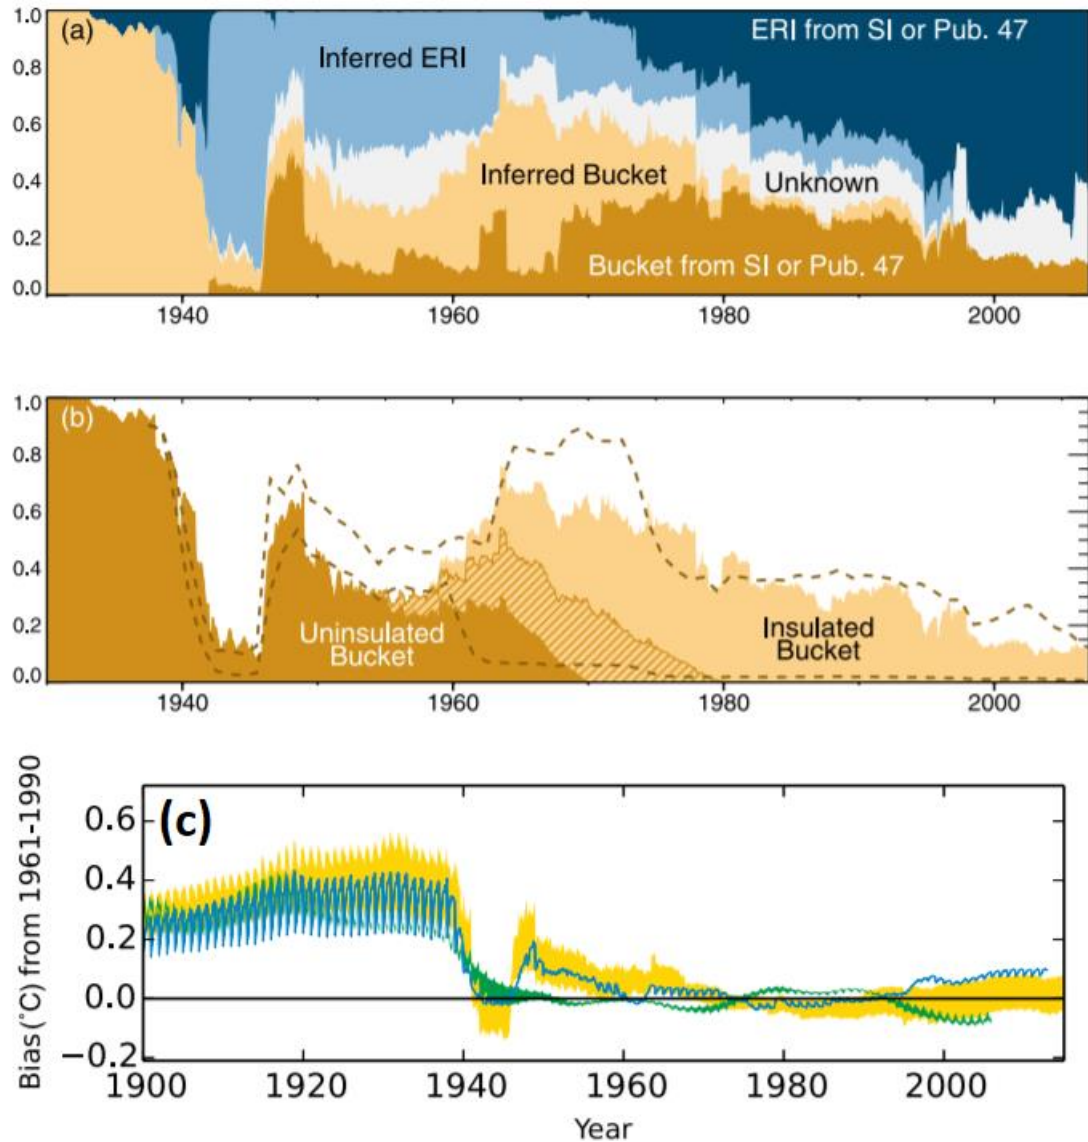 1.0
(a)
ERI from SI or Pub. 47
Inferred ERI
0.8
0.6
Inferred Bucket
Unknown
0.4
0.2
Bucket from SI or Pub. 47
0.0
1940
1960
1980
2000
1.0
(b)
0.8
0.6
0.4
Uninsulated
Bucket
Insulated
Bucket
0.2
0.0
1940
1960
1980
2000
Bias (°C) from 1961-1990
(c)
0.6
0.4
0.2
0.0
−0.2
1900
1920
1940
1960
1980
2000
Year